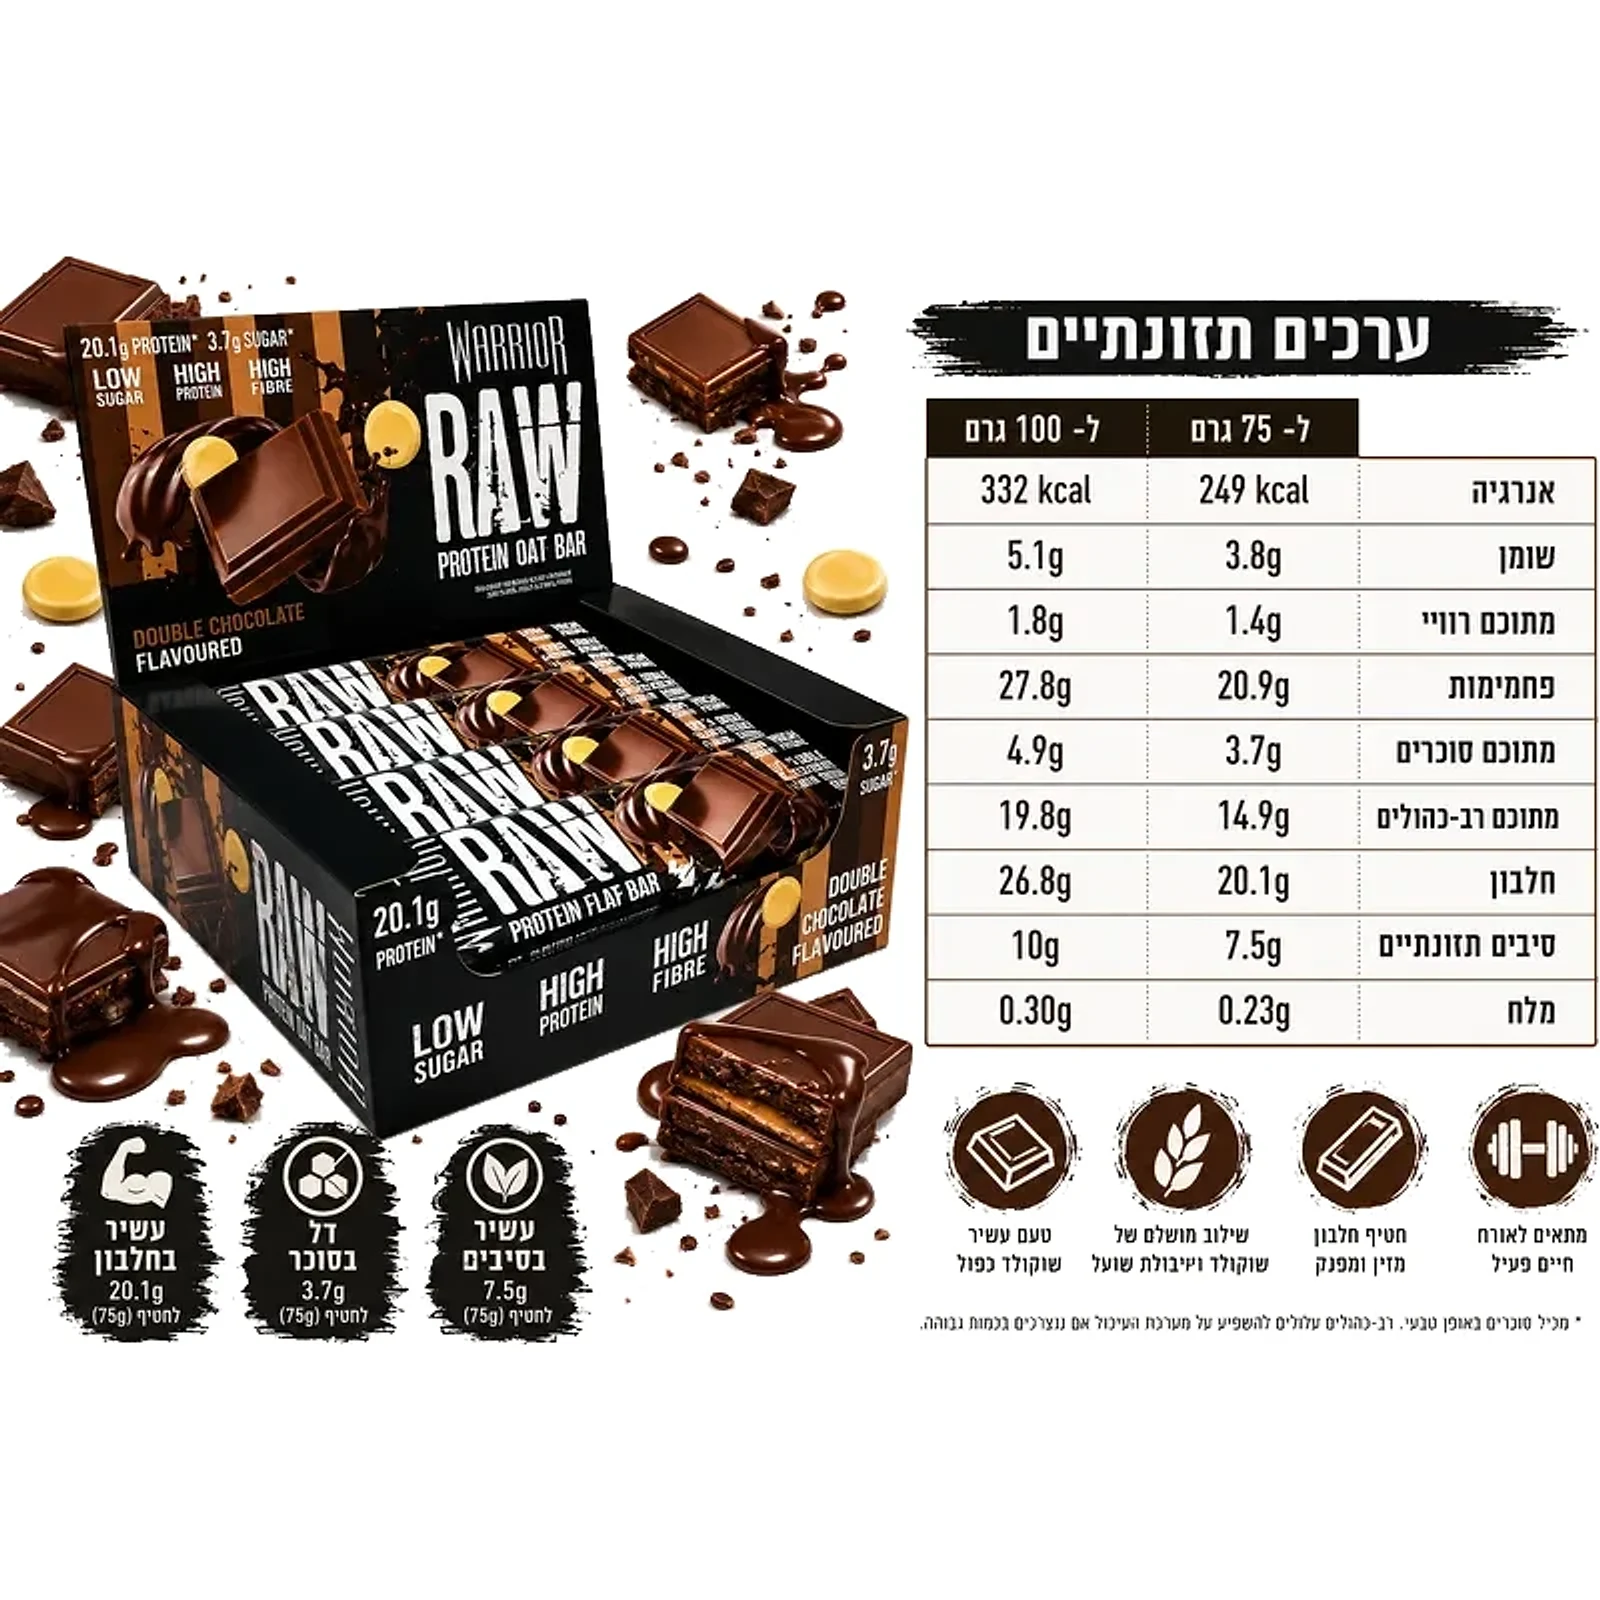 20.1g PROTEIN* 3.7g SUGAR*
LOW SUGAR
HIGH PROTEIN
HIGH FIBRE
WARRIOR
RAW
PROTEIN OAT BAR
DOUBLE CHOCOLATE
FLAVOURED
RAW
RAW
RAW
RAW
PROTEIN FLAF BAR
3.7g
SUGAR*
RAW
PROTEIN OAT BAR
20.1g
PROTEIN*
LOW
SUGAR
HIGH
PROTEIN
HIGH
FIBRE
DOUBLE
CHOCOLATE
FLAVOURED
עשיר
בחלבון
20.1g
לחטיף (75g)
דל
בסוכר
3.7g
לחטיף (75g)
עשיר
בסיבים
7.5g
לחטיף (75g)
ערכים תזונתיים
ל- 75 גרם ל- 100 גרם
אנרגיה 249 kcal 332 kcal
שומן 3.8g 5.1g
מתוכם רוויי 1.4g 1.8g
פחמימות 20.9g 27.8g
מתוכם סוכרים 3.7g 4.9g
מתוכם רב-כהולים 14.9g 19.8g
חלבון 20.1g 26.8g
סיבים תזונתיים 7.5g 10g
מלח 0.23g 0.30g
מתאים לאורח
חיים פעיל
חטיף חלבון
מזין ומפנק
שילוב מושלם של
שוקולד ושיבולת שועל
טעם עשיר
שוקולד כפול
* מכיל סוכרים באופן טבעי. רב-כהולים עלולים להשפיע על מערכת העיכול אם נצרכים בכמות גבוהה.